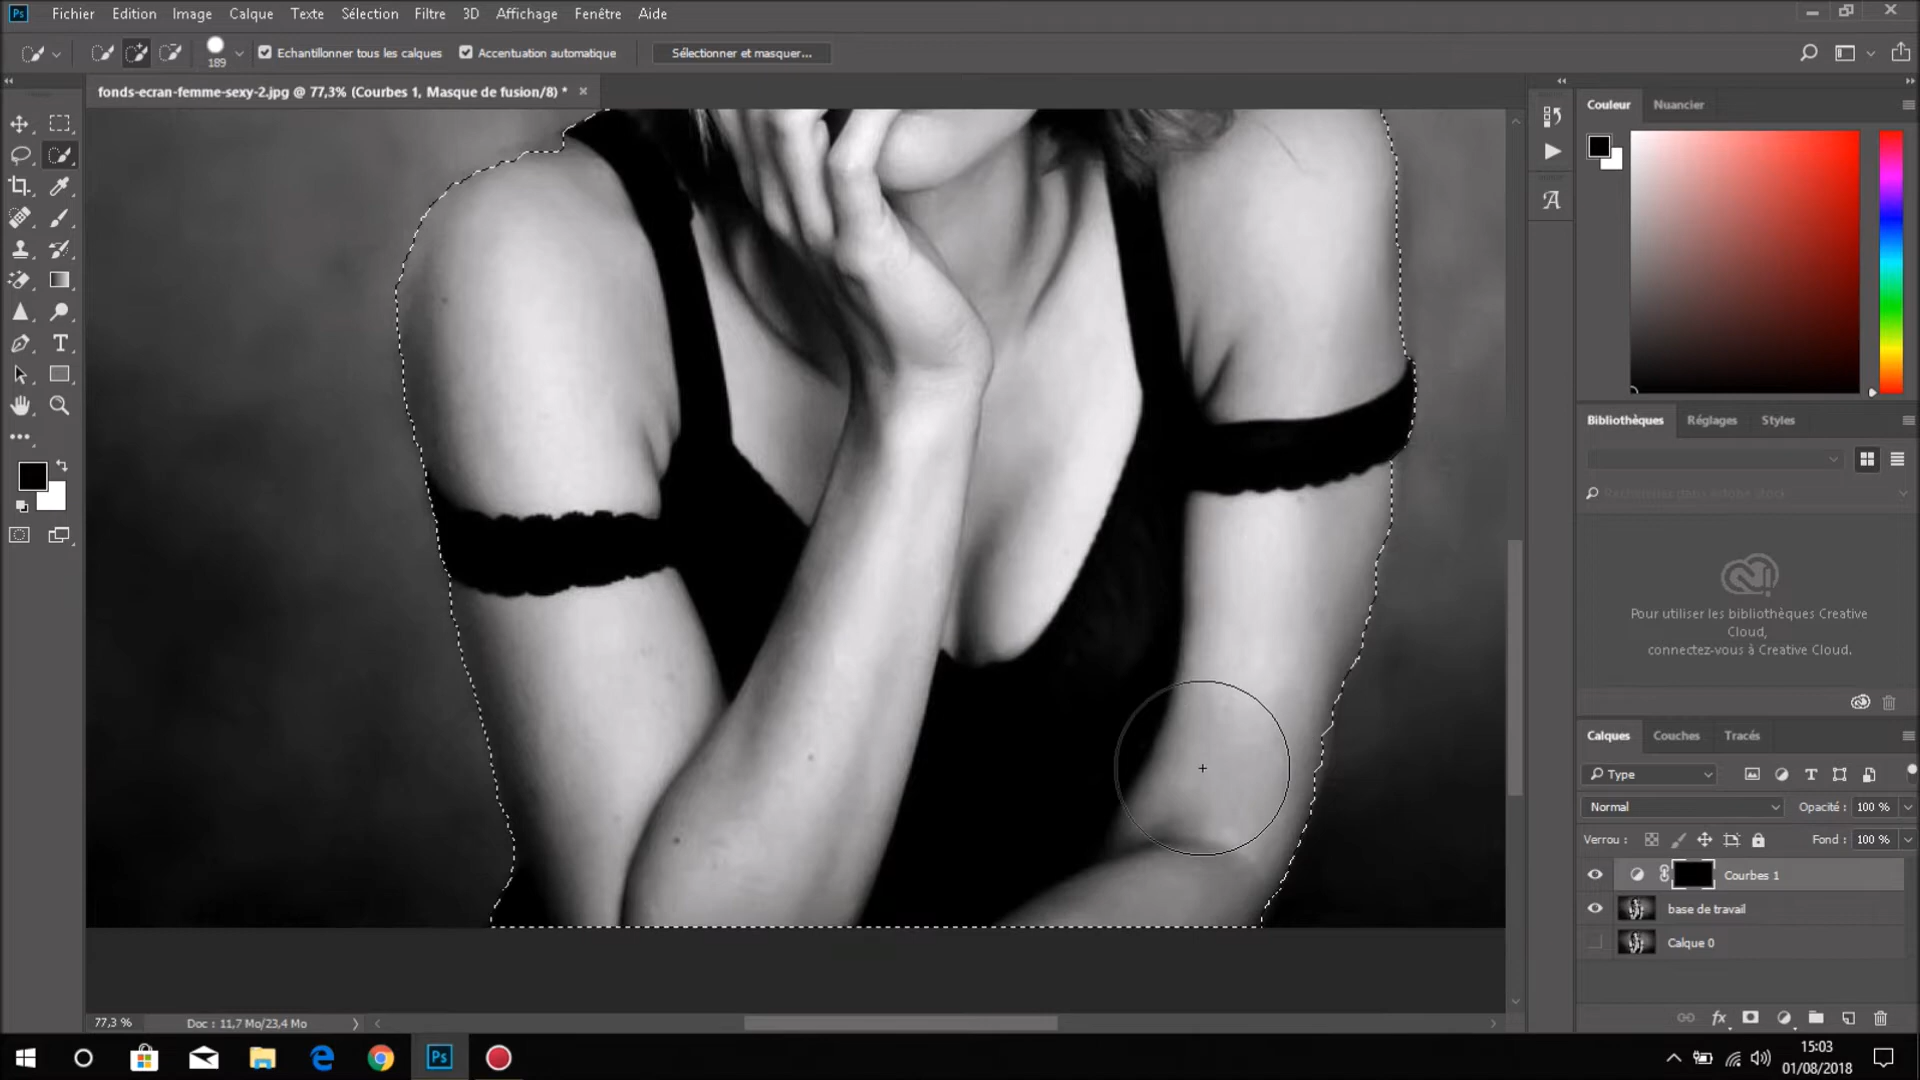 Ps Fichier Edition Image Calque Texte Sélection Filtre 3D Affichage Fenêtre Aide
189 Echantillonner tous les calques Accentuation automatique Sélectionner et masquer...
fonds-ecran-femme-sexy-2.jpg @ 77,3% (Courbes 1, Masque de fusion/8) *
Couleur Nuancier
Bibliothèques Réglages Styles
Pour utiliser les bibliothèques Creative
Cloud,
connectez-vous à Creative Cloud.
Calques Couches Tracés
Type
Normal Opacité : 100 %
Verrou : Fond : 100 %
Courbes 1
base de travail
Calque 0
77,3 % Doc : 11,7 Mo/23,4 Mo
fx
Ps
15:03
01/08/2018